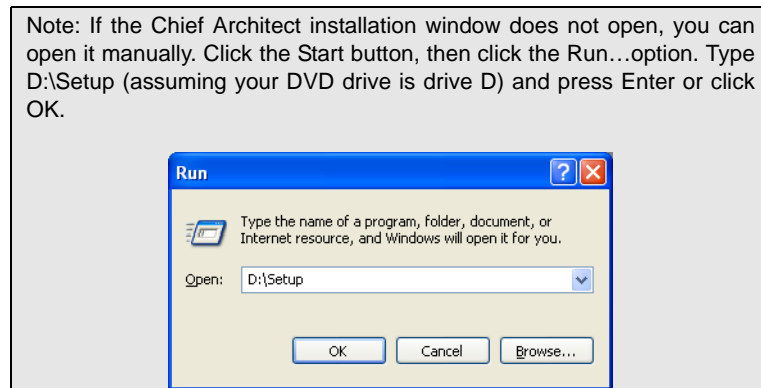 Note: If the Chief Architect installation window does not open, you can
open it manually. Click the Start button, then click the Run…option. Type
D:\Setup (assuming your DVD drive is drive D) and press Enter or click
OK.
Run
Type the name of a program, folder, document, or
Internet resource, and Windows will open it for you.
Open: D:\Setup
OK Cancel Browse...